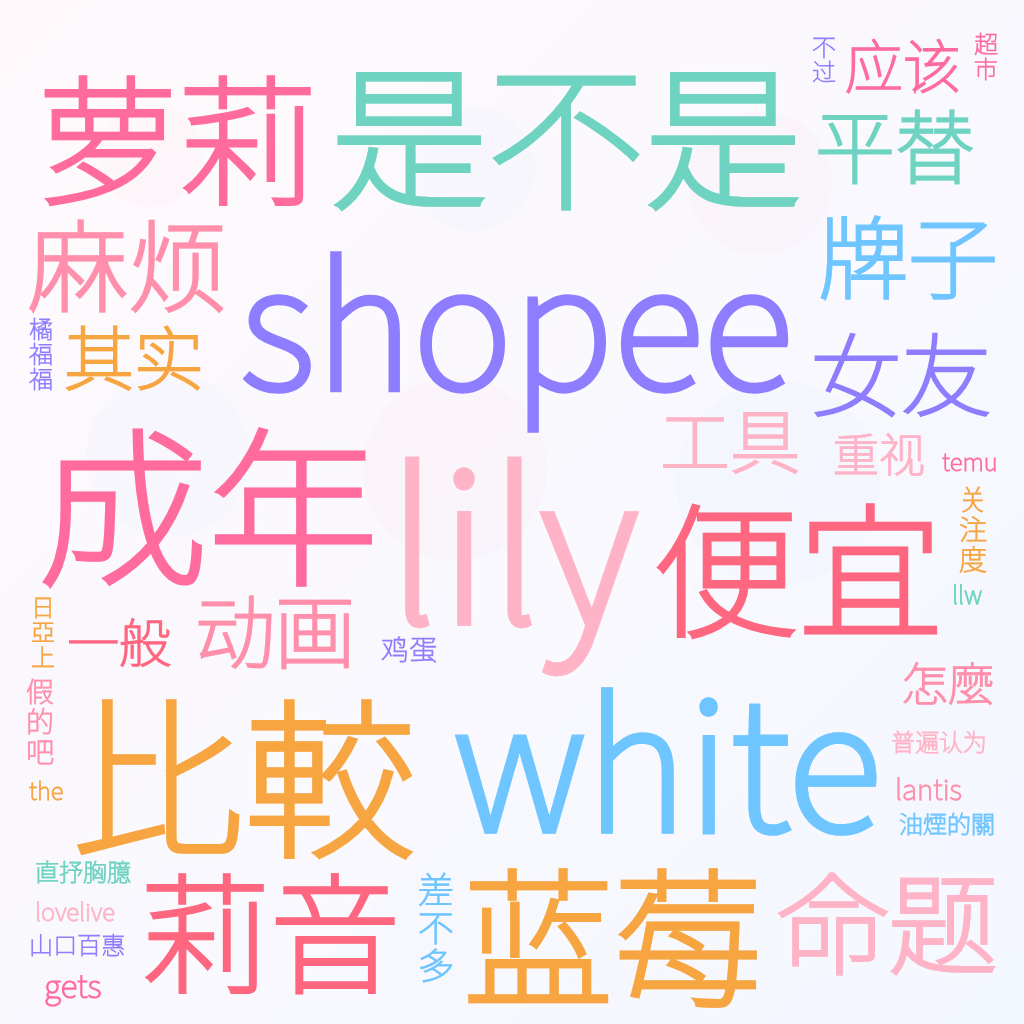 萝莉
是不是
不过
应该
超市
平替
麻烦
shopee
牌子
橘福福
其实
女友
成年
lily
工具
重视
temu
便宜
关注度
llw
日亞上
一般
动画
鸡蛋
假的吧
怎麼
比較
white
普遍认为
the
lantis
油煙的關
直抒胸臆
莉音
差不多
蓝莓
命题
lovelive
山口百惠
gets